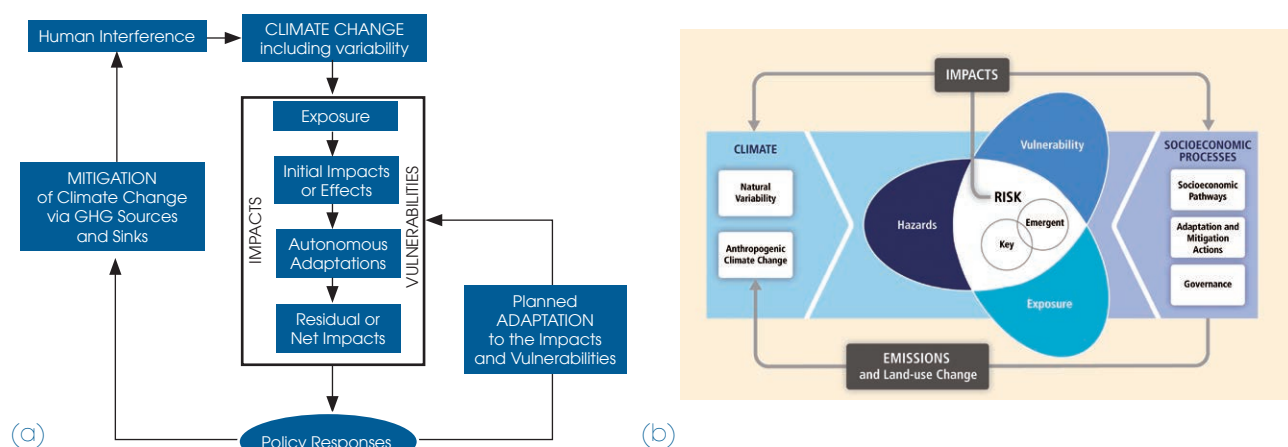 Human Interference
CLIMATE CHANGE
including variability
Exposure
Initial Impacts
or Effects
Autonomous
Adaptations
Residual or
Net Impacts
IMPACTS
VULNERABILITIES
MITIGATION
of Climate Change
via GHG Sources
and Sinks
Planned
ADAPTATION
to the Impacts
and Vulnerabilities
Policy Responses
(a)
IMPACTS
CLIMATE
Natural
Variability
Anthropogenic
Climate Change
Vulnerability
Hazards
RISK
Key
Emergent
Exposure
SOCIOECONOMIC
PROCESSES
Socioeconomic
Pathways
Adaptation and
Mitigation
Actions
Governance
EMISSIONS
and Land-use Change
(b)